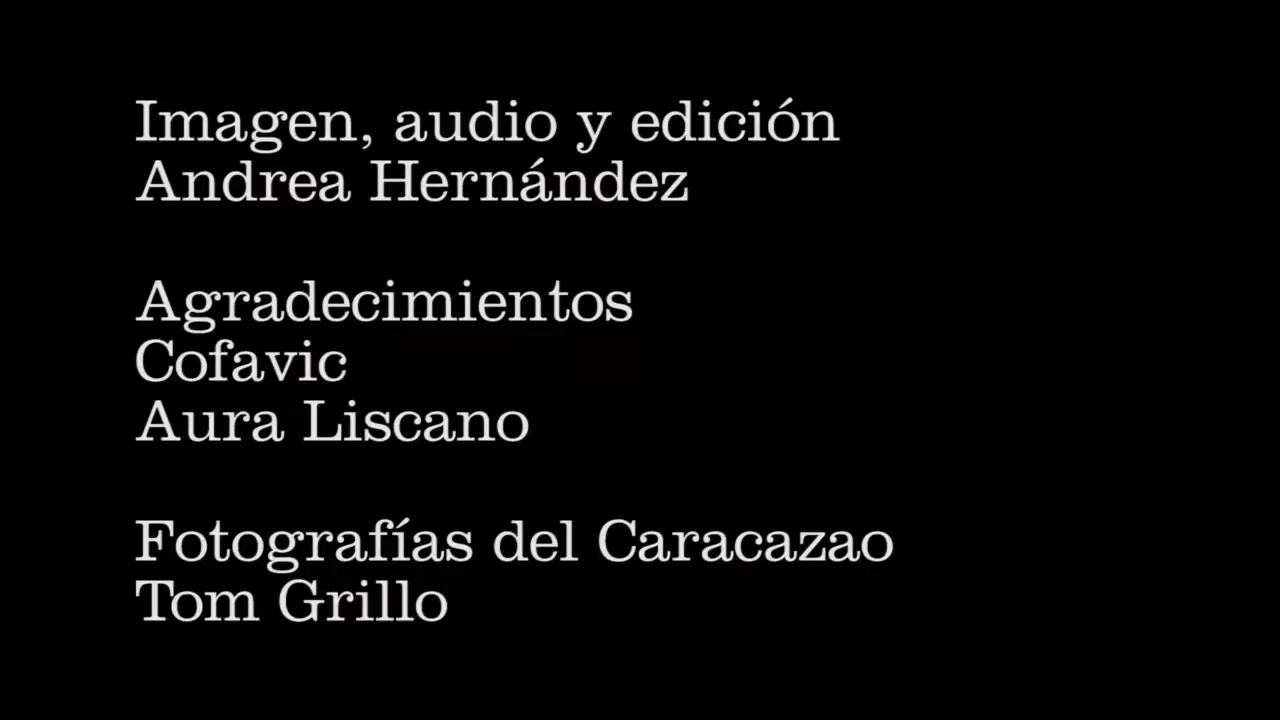 Imagen, audio y edición
Andrea Hernández
Agradecimientos
Cofavic
Aura Liscano
Fotografías del Caracazao
Tom Grillo